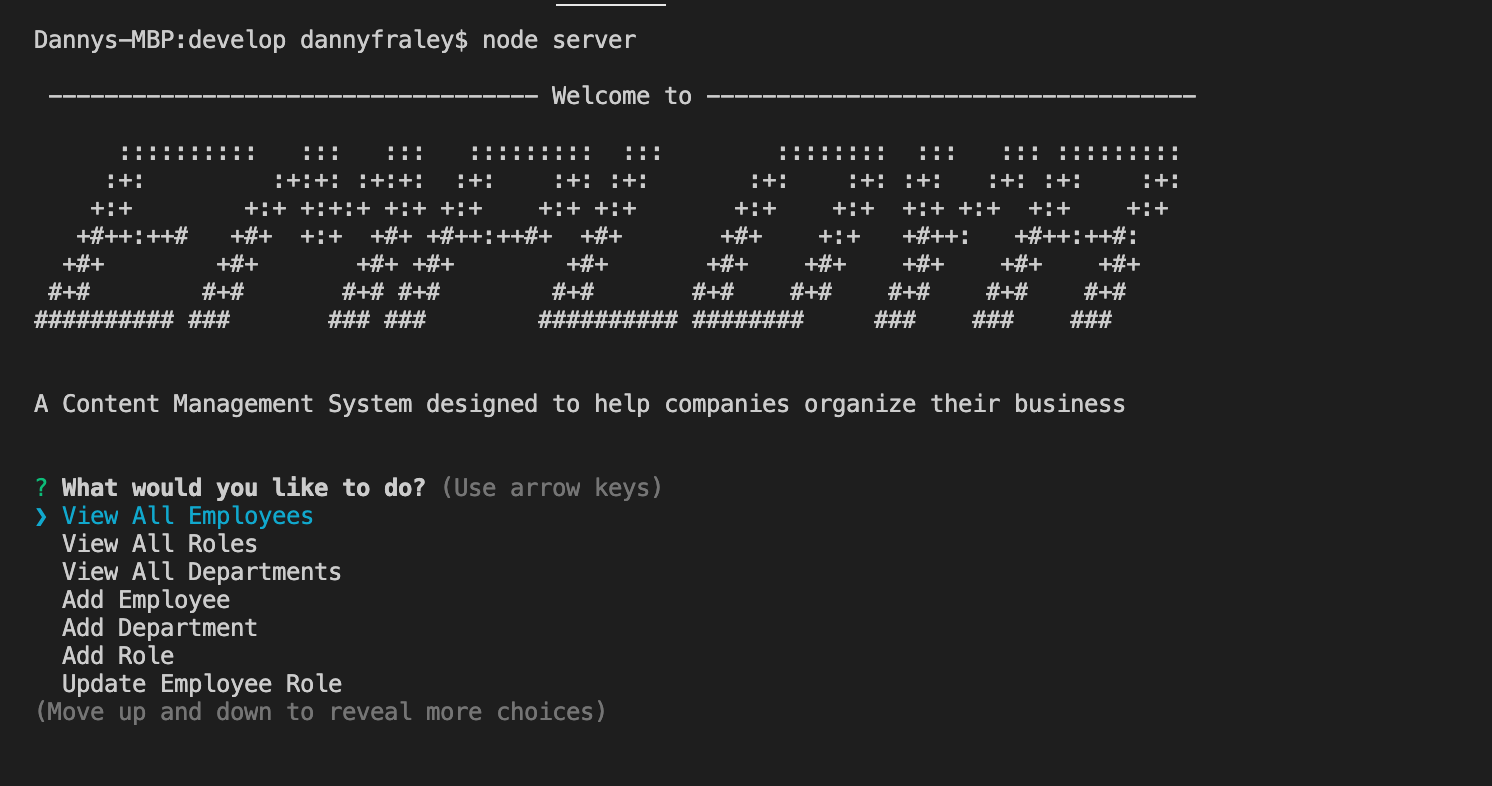 Dannys-MBP:develop dannyfraley$ node server
----------------------------------- Welcome to -----------------------------------
      ::::::::::   :::   :::   :::::::::  :::        ::::::::  :::   ::: :::::::::
     :+:         :+:+: :+:+:  :+:    :+: :+:       :+:    :+: :+:   :+: :+:    :+:
    +:+        +:+ +:+:+ +:+ +:+    +:+ +:+       +:+    +:+  +:+ +:+  +:+    +:+
   +#++:++#   +#+  +:+  +#+ +#++:++#+  +#+       +#+    +:+   +#++:   +#++:++#:
  +#+        +#+       +#+ +#+        +#+      +#+    +#+    +#+    +#+    +#+
 #+#        #+#       #+# #+#         #+#       #+#    #+#    #+#    #+#    #+#
########## ###       ### ###        ########## ########     ###    ###    ###
A Content Management System designed to help companies organize their business
? What would you like to do? (Use arrow keys)
❯ View All Employees
View All Roles
View All Departments
Add Employee
Add Department
Add Role
Update Employee Role
(Move up and down to reveal more choices)